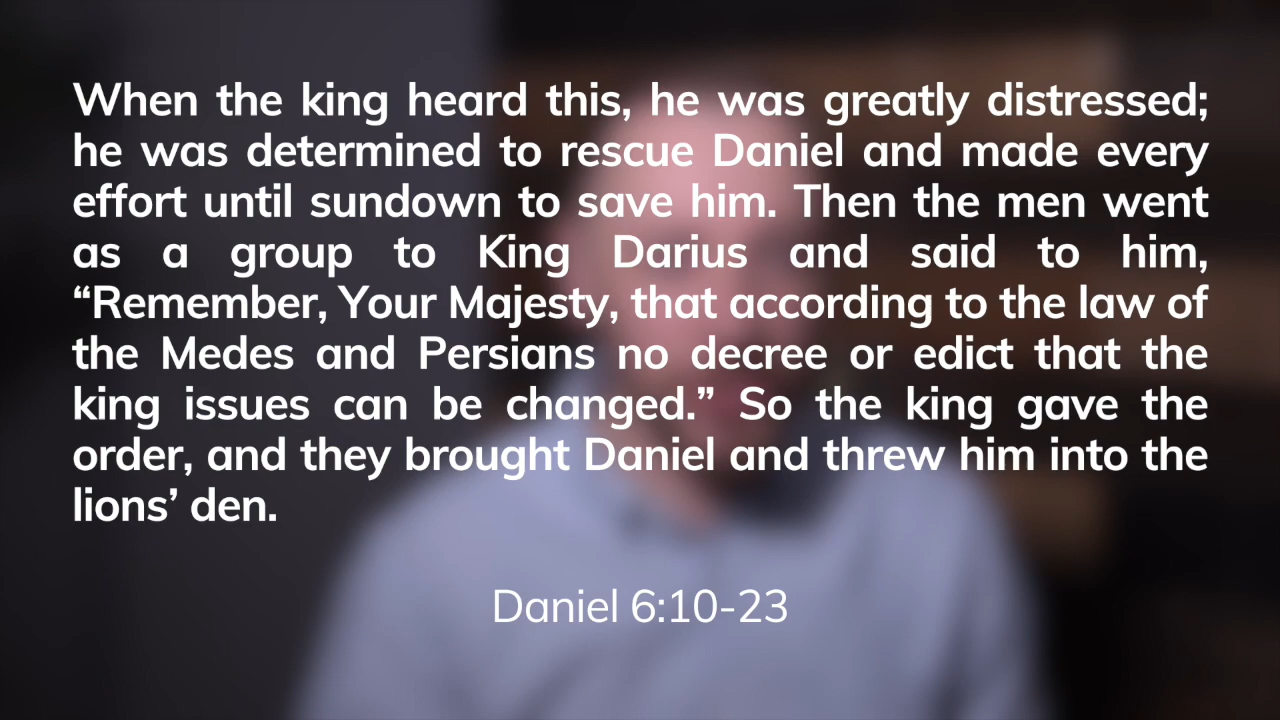 When the king heard this, he was greatly distressed;
he was determined to rescue Daniel and made every
effort until sundown to save him. Then the men went
as a group to King Darius and said to him,
“Remember, Your Majesty, that according to the law of
the Medes and Persians no decree or edict that the
king issues can be changed.” So the king gave the
order, and they brought Daniel and threw him into the
lions’ den.
Daniel 6:10-23